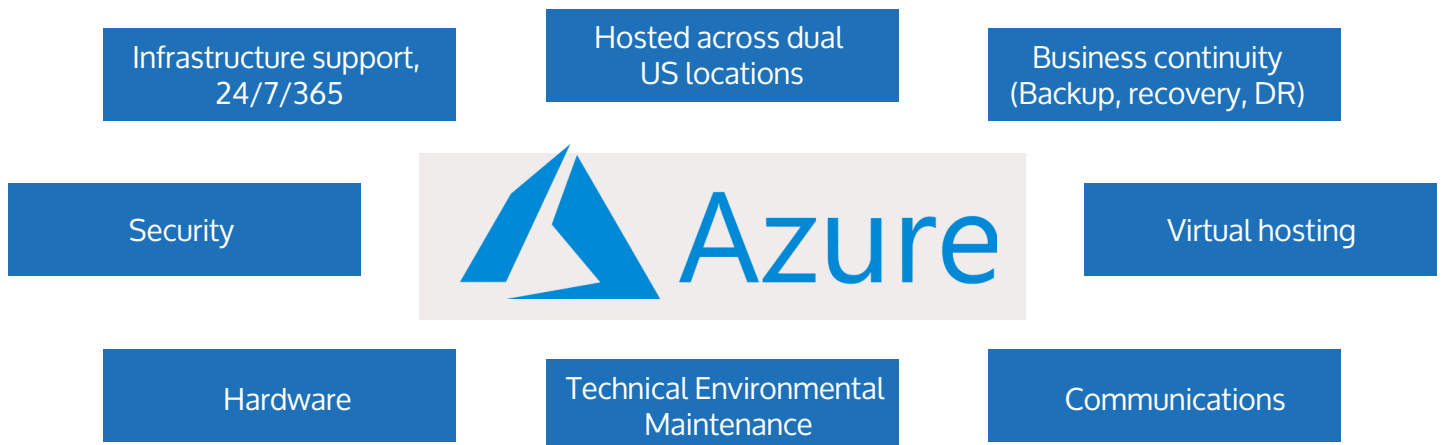 Infrastructure support,
24/7/365
Hosted across dual
US locations
Business continuity
(Backup, recovery, DR)
Security
Azure
Virtual hosting
Hardware
Technical Environmental
Maintenance
Communications